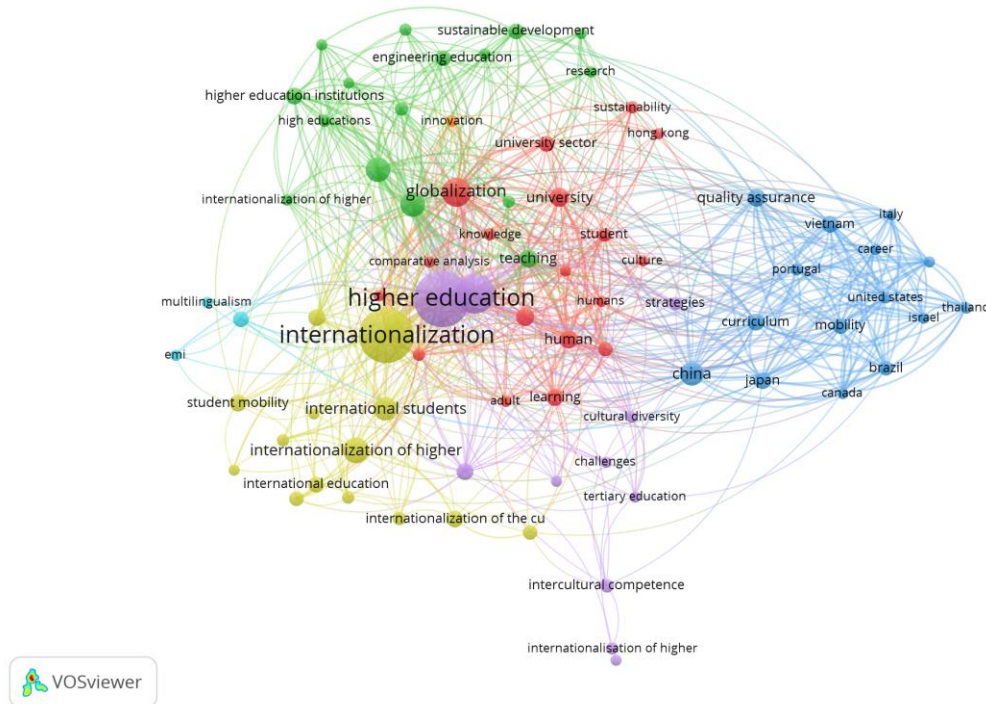 sustainable development
engineering education
research
higher education institutions
sustainability
high educations
innovation
hong kong
university sector
globalization
university
quality assurance
internationalization of higher
italy
vietnam
knowledge
student
career
comparative analysis
teaching
culture
portugal
higher education
multilingualism
humans
strategies
united states
thailand
israel
internationalization
curriculum
mobility
human
emi
china
japan
brazil
student mobility
international students
adult
learning
canada
cultural diversity
internationalization of higher
challenges
international education
tertiary education
internationalization of the cu
intercultural competence
internationalisation of higher
VOSviewer